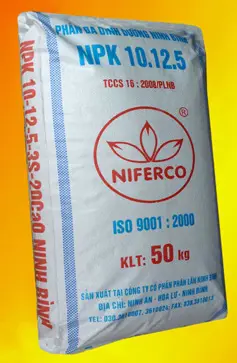 PHÂN ĐA DINH DƯỠNG NINH BÌNH
NPK 10.12.5
TCCS 16 : 2008/PLNB
NIFERCO
ISO 9001 : 2000
KLT: 50 kg
SẢN XUẤT TẠI CÔNG TY CỔ PHẦN PHÂN LÂN NINH BÌNH
ĐỊA CHỈ: NINH AN - HOA LƯ - NINH BÌNH
NPK 10-12-5-3S-20CaO NINH BÌNH